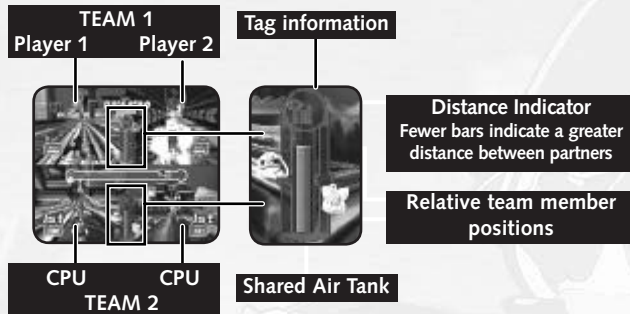 TEAM 1
Player 1 Player 2
Tag information
Distance Indicator
Fewer bars indicate a greater
distance between partners
Relative team member
positions
CPU CPU
TEAM 2
Shared Air Tank